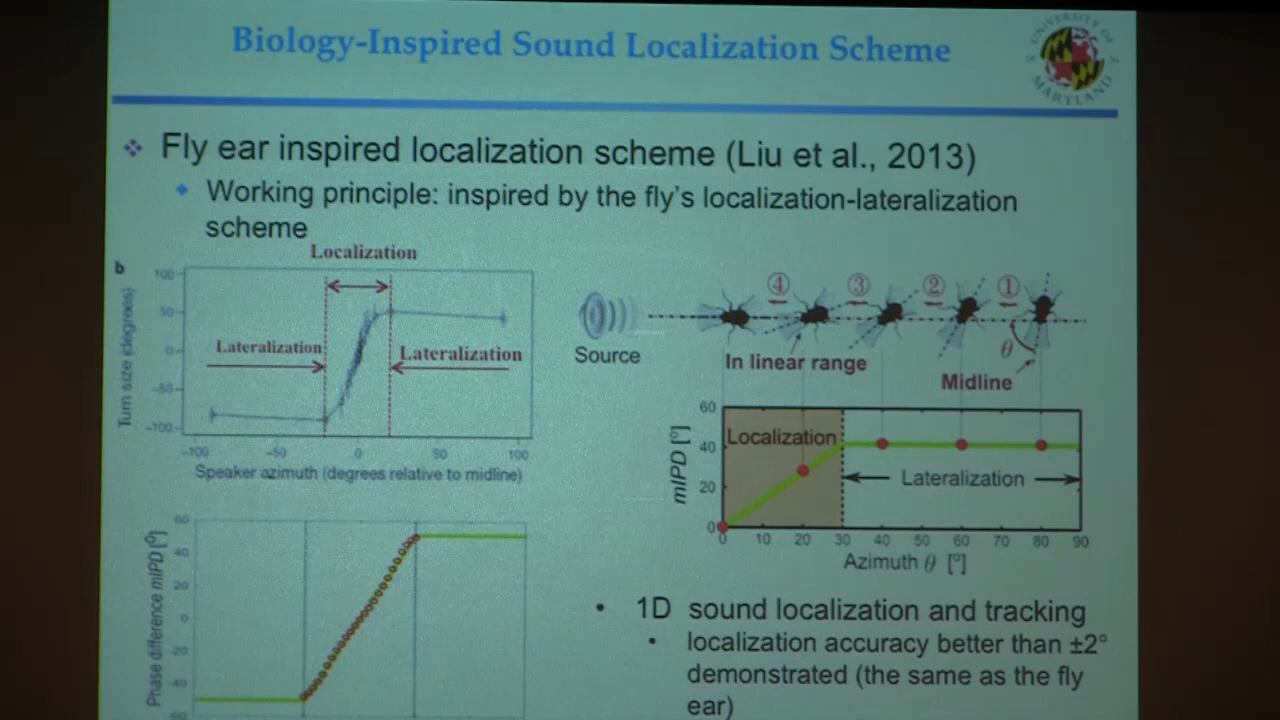 Biology-Inspired Sound Localization Scheme
UNIVERSITY OF
MARYLAND
Fly ear inspired localization scheme (Liu et al., 2013)
Working principle: inspired by the fly's localization-lateralization
scheme
b
Localization
Lateralization
Lateralization
Turn size (degrees)
100
50
0
-50
-100
-100 -50 0 50 100
Speaker azimuth (degrees relative to midline)
Source
④ ③ ② ①
θ
In linear range
Midline
mIPD [°]
60
40
20
0
Localization
Lateralization
0 10 20 30 40 50 60 70 80 90
Azimuth θ [°]
Phase difference mIPD [°]
60
40
20
0
-20
-40
-60
• 1D sound localization and tracking
• localization accuracy better than ±2°
demonstrated (the same as the fly
ear)